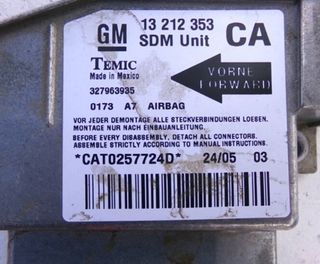 GM 13 212 353 CA
SDM Unit
TEMIC
Made in Mexico
VORNE
FORWARD
327963935
0173 A7 AIRBAG
VOR JEDER DEMONTAGE ALLE STECKVERBINDUNGEN LOEBEN.
MONTAGE NUR NACH EINBAUANLEITUNG.
BEFORE EVERY DISASSEMBLY, DETACH ALL CONNECTORS.
ASSEMBLE STRICTLY ACCORDING TO MANUAL INSTRUCTIONS.
*CAT0257724D* 24/05 03